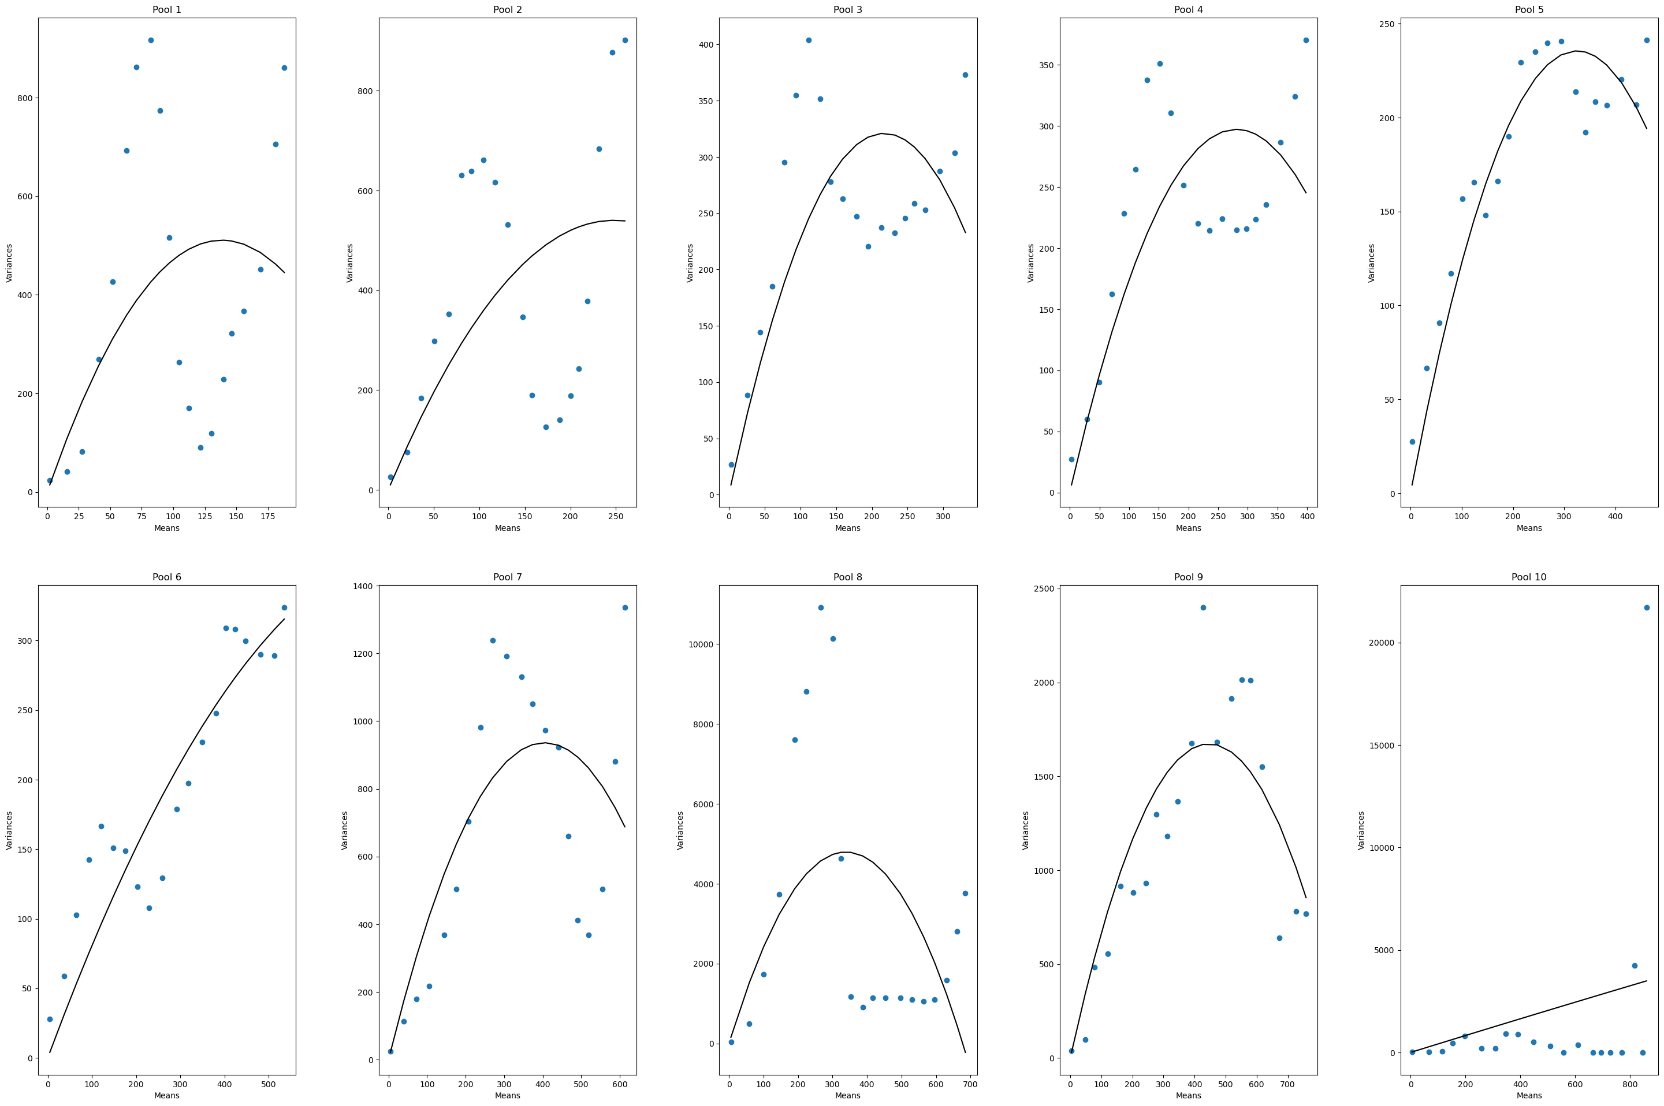 Pool 1
Variances
800
600
400
200
0
0 25 50 75 100 125 150 175
Means
Pool 2
Variances
800
600
400
200
0
0 50 100 150 200 250
Means
Pool 3
Variances
400
350
300
250
200
150
100
50
0
0 50 100 150 200 250 300
Means
Pool 4
Variances
350
300
250
200
150
100
50
0
0 50 100 150 200 250 300 350 400
Means
Pool 5
Variances
250
200
150
100
50
0
0 100 200 300 400
Means
Pool 6
Variances
300
250
200
150
100
50
0
0 100 200 300 400 500
Means
Pool 7
Variances
1400
1200
1000
800
600
400
200
0
0 100 200 300 400 500 600
Means
Pool 8
Variances
10000
8000
6000
4000
2000
0
0 100 200 300 400 500 600 700
Means
Pool 9
Variances
2500
2000
1500
1000
500
0
0 100 200 300 400 500 600 700
Means
Pool 10
Variances
20000
15000
10000
5000
0
0 200 400 600 800
Means